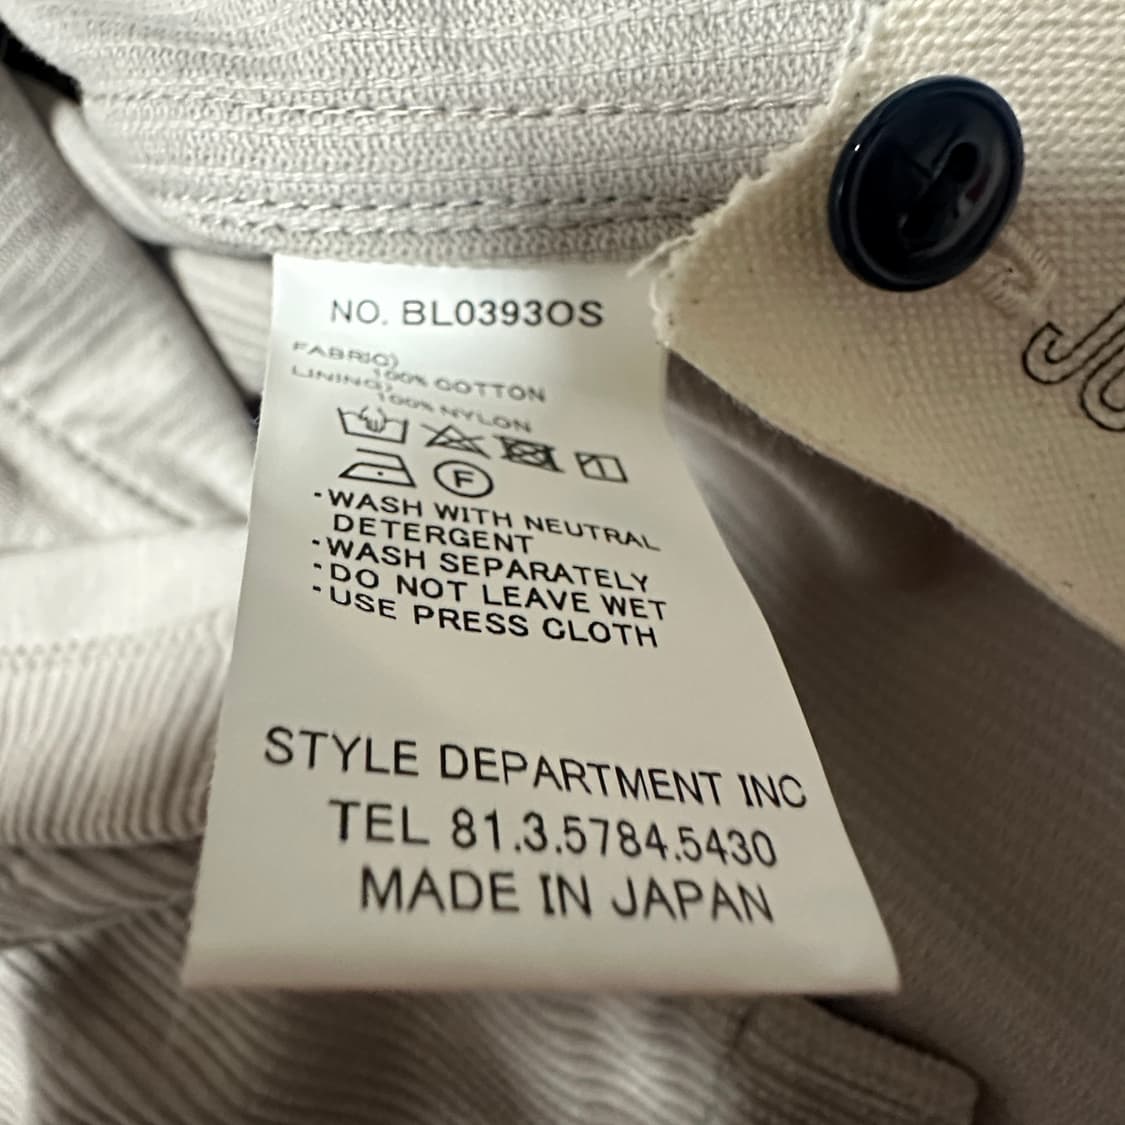 NO. BL0393OS
FABRIC)
100% COTTON
LINING)
100% NYLON
F
·WASH WITH NEUTRAL
DETERGENT
·WASH SEPARATELY
·DO NOT LEAVE WET
·USE PRESS CLOTH
STYLE DEPARTMENT INC
TEL 81.3.5784.5430
MADE IN JAPAN